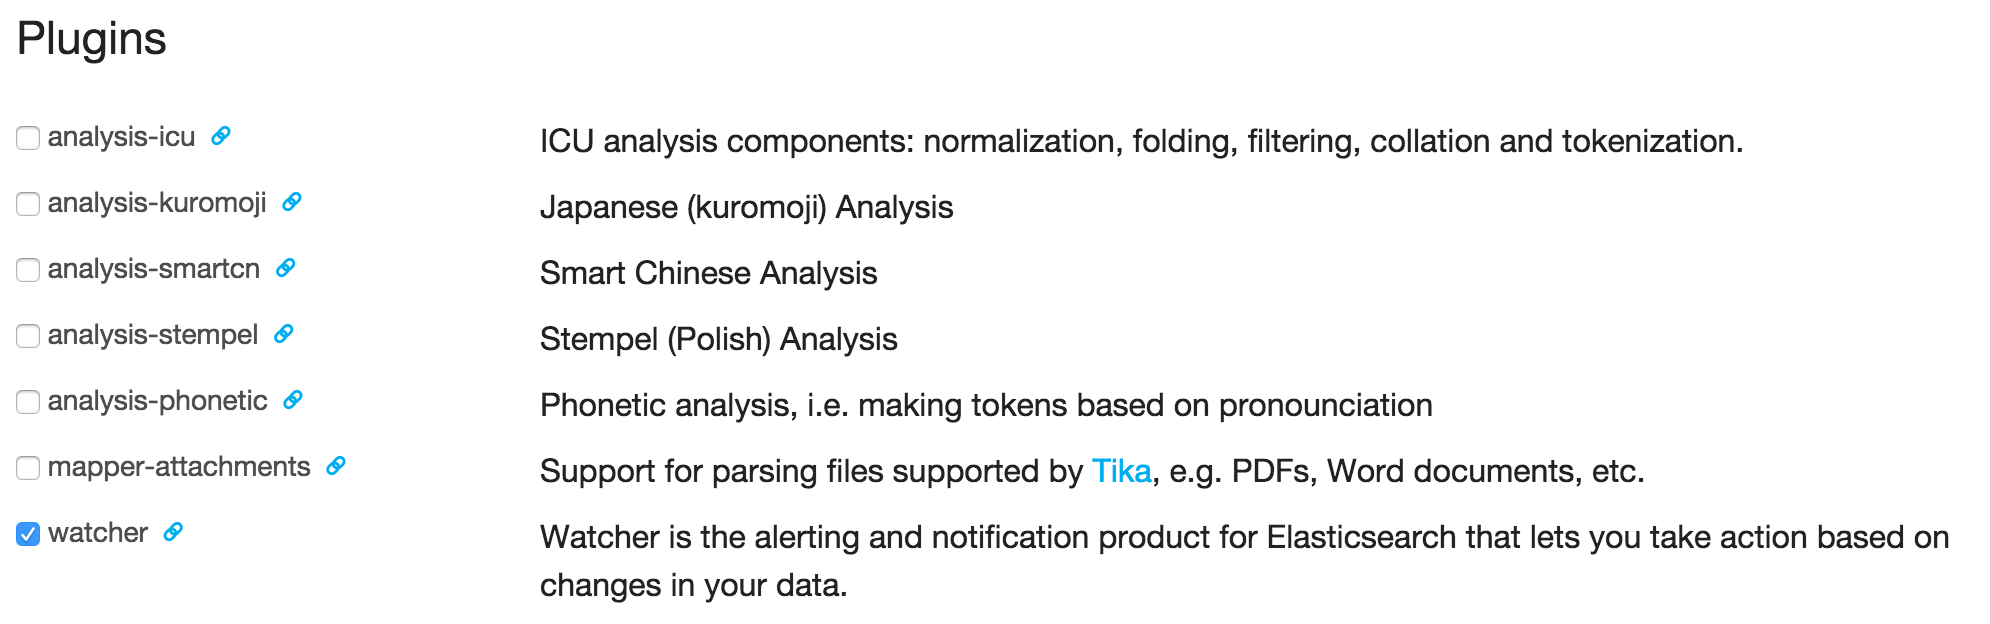 Plugins
analysis-icu ICU analysis components: normalization, folding, filtering, collation and tokenization.
analysis-kuromoji Japanese (kuromoji) Analysis
analysis-smartcn Smart Chinese Analysis
analysis-stempel Stempel (Polish) Analysis
analysis-phonetic Phonetic analysis, i.e. making tokens based on pronounciation
mapper-attachments Support for parsing files supported by Tika, e.g. PDFs, Word documents, etc.
watcher Watcher is the alerting and notification product for Elasticsearch that lets you take action based on
changes in your data.